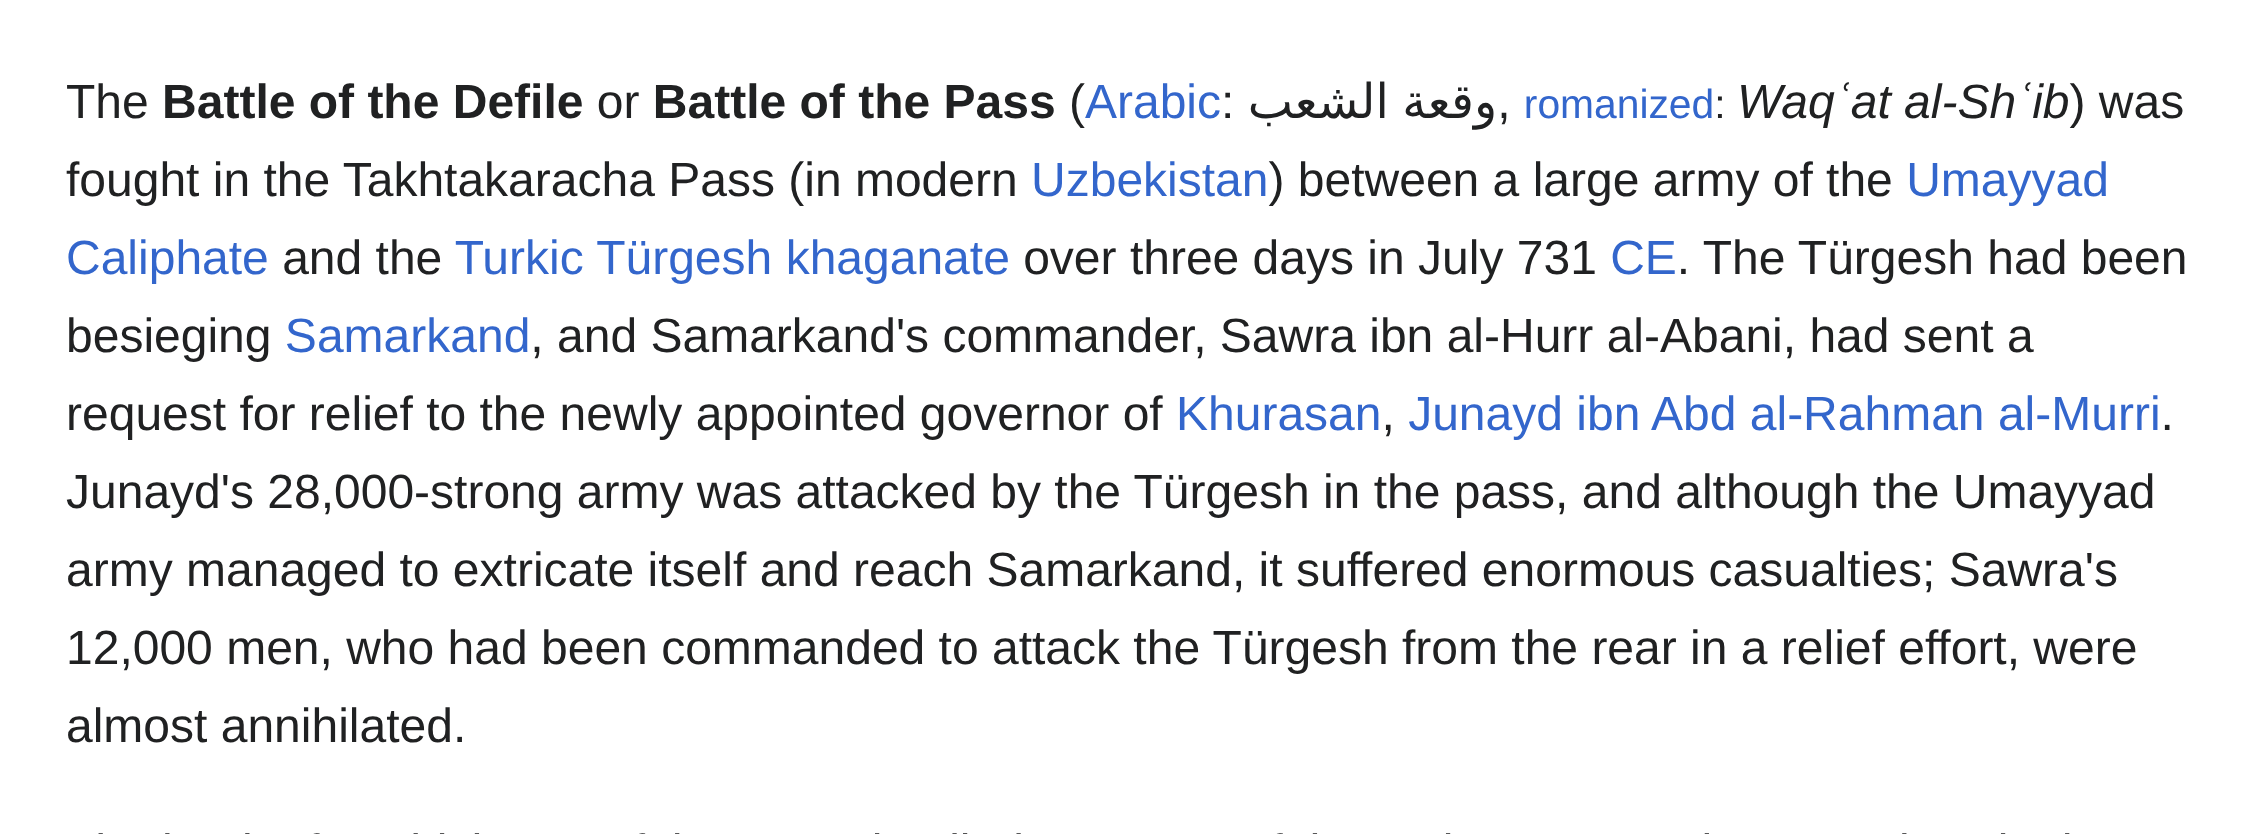 The Battle of the Defile or Battle of the Pass (Arabic: وقعة الشعب, romanized: Waqʿat al-Shʿib) was
fought in the Takhtakaracha Pass (in modern Uzbekistan) between a large army of the Umayyad
Caliphate and the Turkic Türgesh khaganate over three days in July 731 CE. The Türgesh had been
besieging Samarkand, and Samarkand's commander, Sawra ibn al-Hurr al-Abani, had sent a
request for relief to the newly appointed governor of Khurasan, Junayd ibn Abd al-Rahman al-Murri.
Junayd's 28,000-strong army was attacked by the Türgesh in the pass, and although the Umayyad
army managed to extricate itself and reach Samarkand, it suffered enormous casualties; Sawra's
12,000 men, who had been commanded to attack the Türgesh from the rear in a relief effort, were
almost annihilated.